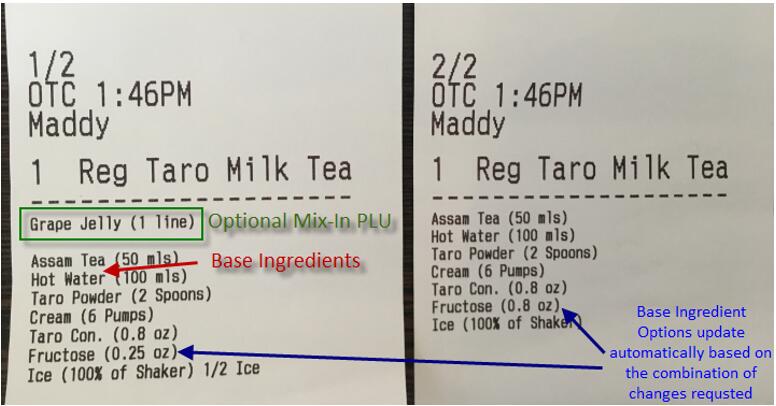 1/2
OTC 1:46PM
Maddy
1 Reg Taro Milk Tea
Grape Jelly (1 line)
Optional Mix-In PLU
Assam Tea (50 mls)
Hot Water (100 mls)
Taro Powder (2 Spoons)
Cream (6 Pumps)
Taro Con. (0.8 oz)
Fructose (0.25 oz)
Ice (100% of Shaker) 1/2 Ice
Base Ingredients
2/2
OTC 1:46PM
Maddy
1 Reg Taro Milk Tea
Assam Tea (50 mls)
Hot Water (100 mls)
Taro Powder (2 Spoons)
Cream (6 Pumps)
Taro Con. (0.8 oz)
Fructose (0.8 oz)
Ice (100% of Shaker)
Base Ingredient
Options update
automatically based on
the combination of
changes requsted